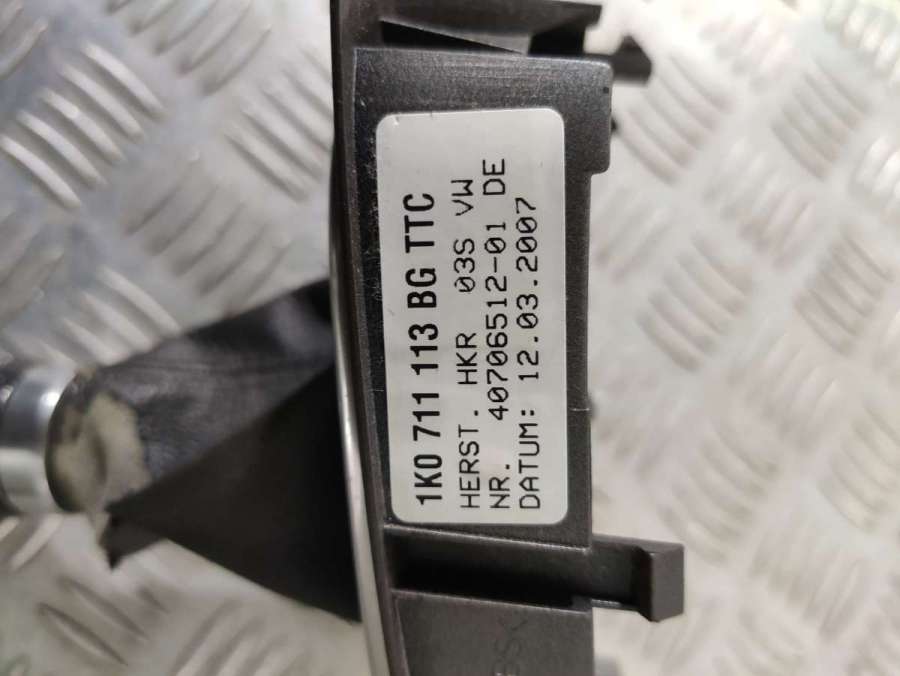 1K0 711 113 BG TTC
HERST. HKR 03S VW
NR. 40706512-01 DE
DATUM: 12.03.2007